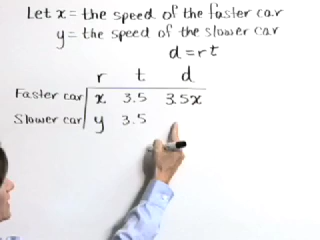 Let x = the speed of the faster car
y = the speed of the slower car
d = rt
r t d
Faster car x 3.5 3.5x
Slower car y 3.5